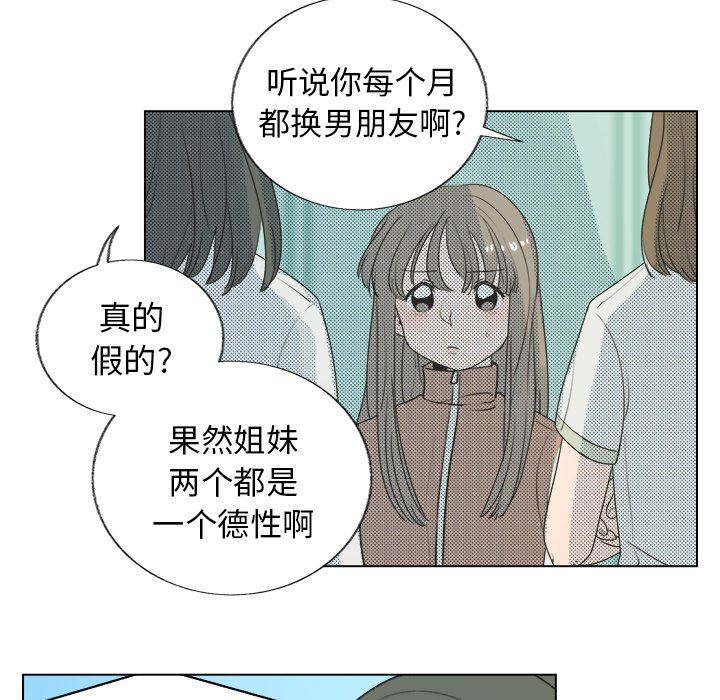 听说你每个月
都换男朋友啊?
真的
假的?
果然姐妹
两个都是
一个德性啊